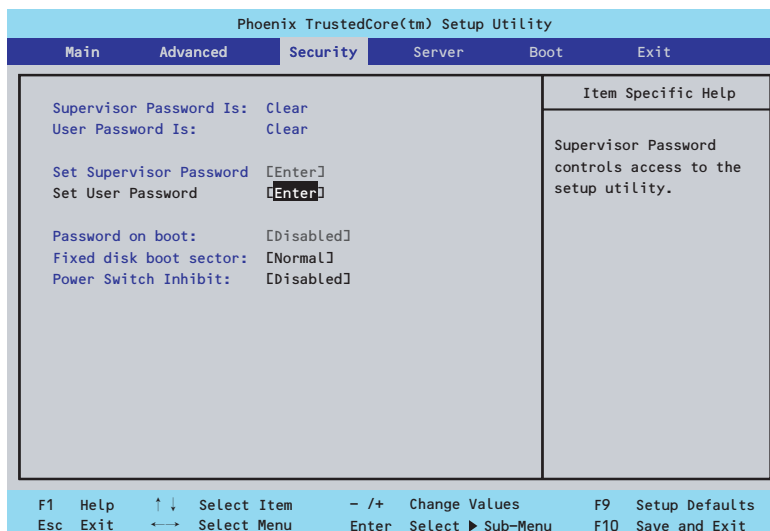 Phoenix TrustedCore(tm) Setup Utility
Main Advanced Security Server Boot Exit
Supervisor Password Is: Clear
User Password Is: Clear
Set Supervisor Password [Enter]
Set User Password [Enter]
Password on boot: [Disabled]
Fixed disk boot sector: [Normal]
Power Switch Inhibit: [Disabled]
Item Specific Help
Supervisor Password
controls access to the
setup utility.
F1 Help ↑↓ Select Item - /+ Change Values F9 Setup Defaults
Esc Exit ←→ Select Menu Enter Select ▶ Sub-Menu F10 Save and Exit